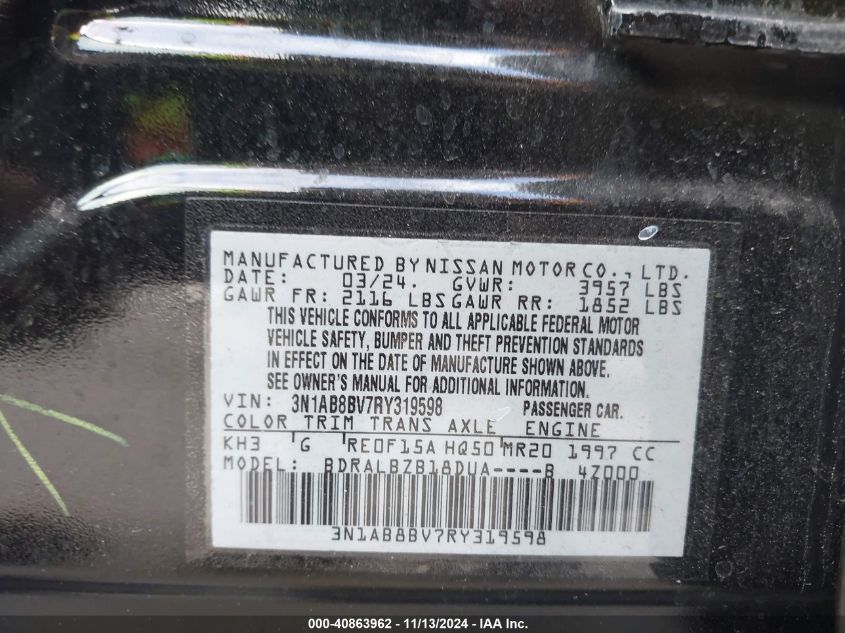 MANUFACTURED BY NISSAN MOTOR CO., LTD.
DATE: 03/24. GVWR: 3957 LBS
GAWR FR: 2116 LBS GAWR RR: 1852 LBS
THIS VEHICLE CONFORMS TO ALL APPLICABLE FEDERAL MOTOR
VEHICLE SAFETY, BUMPER AND THEFT PREVENTION STANDARDS
IN EFFECT ON THE DATE OF MANUFACTURE SHOWN ABOVE.
SEE OWNER'S MANUAL FOR ADDITIONAL INFORMATION.
VIN: 3N1AB8BV7RY319598 PASSENGER CAR.
COLOR TRIM TRANS AXLE ENGINE
KH3 G RE0F15A HQ50 MR20 1997 CC
MODEL: BDRALBZB18DUA----B 4Z000
3N1AB8BV7RY319598
000-40863962 - 11/13/2024 - IAA Inc.